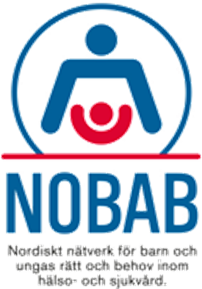 NOBAB
Nordiskt nätverk för barn och
ungas rätt och behov inom
hälso- och sjukvård.